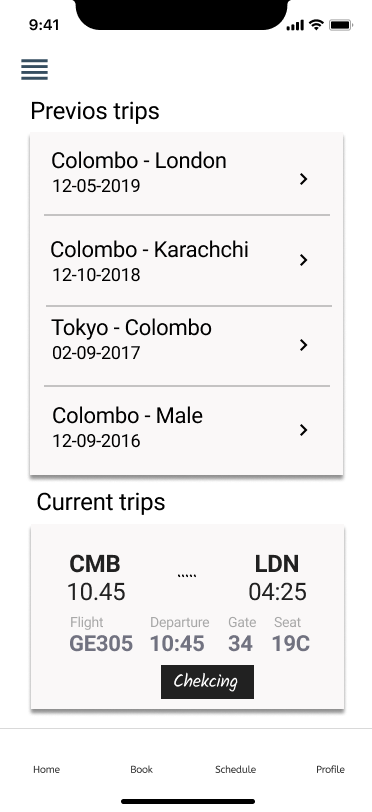 9:41
Previos trips
Colombo - London
12-05-2019
Colombo - Karachchi
12-10-2018
Tokyo - Colombo
02-09-2017
Colombo - Male
12-09-2016
Current trips
CMB LDN
10.45 04:25
Flight Departure Gate Seat
GE305 10:45 34 19C
Chekcing
Home Book Schedule Profile